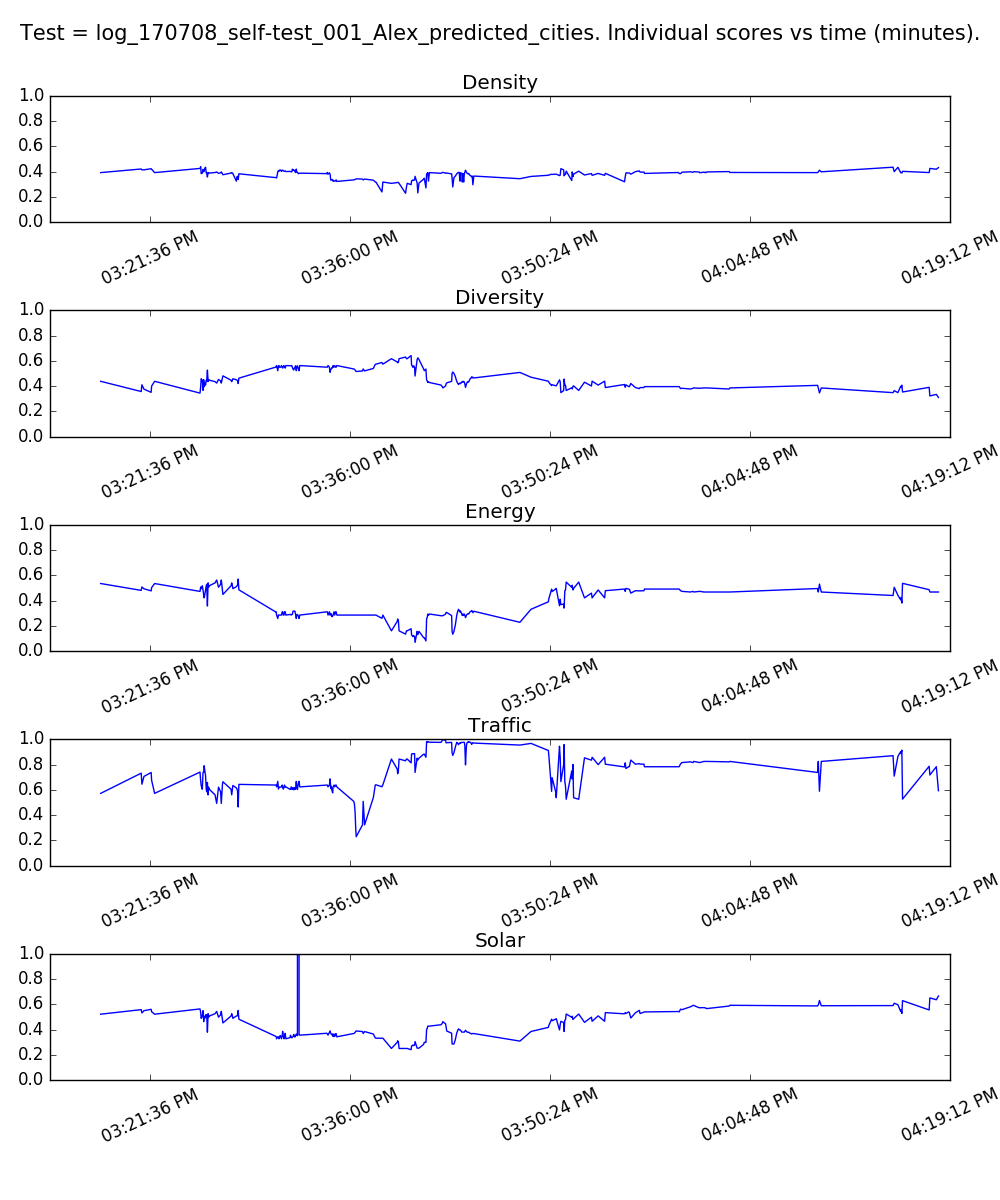 Test = log_170708_self-test_001_Alex_predicted_cities. Individual scores vs time (minutes).
Density
1.0
0.8
0.6
0.4
0.2
0.0
03:21:36 PM 03:36:00 PM 03:50:24 PM 04:04:48 PM 04:19:12 PM
Diversity
1.0
0.8
0.6
0.4
0.2
0.0
03:21:36 PM 03:36:00 PM 03:50:24 PM 04:04:48 PM 04:19:12 PM
Energy
1.0
0.8
0.6
0.4
0.2
0.0
03:21:36 PM 03:36:00 PM 03:50:24 PM 04:04:48 PM 04:19:12 PM
Traffic
1.0
0.8
0.6
0.4
0.2
0.0
03:21:36 PM 03:36:00 PM 03:50:24 PM 04:04:48 PM 04:19:12 PM
Solar
1.0
0.8
0.6
0.4
0.2
0.0
03:21:36 PM 03:36:00 PM 03:50:24 PM 04:04:48 PM 04:19:12 PM